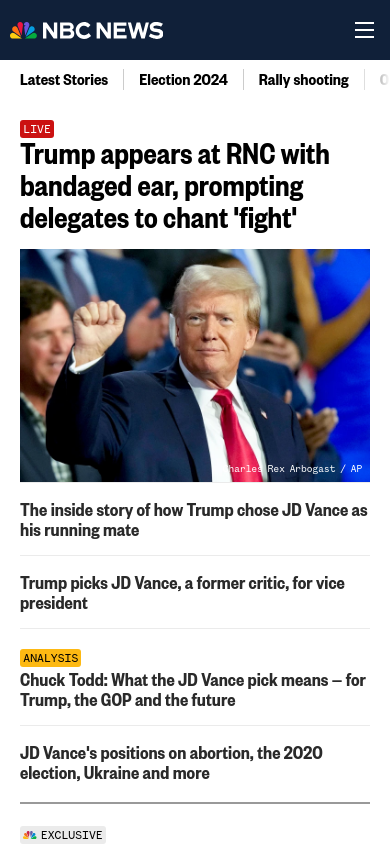 NBC NEWS
Latest Stories
Election 2024
Rally shooting
LIVE
Trump appears at RNC with
bandaged ear, prompting
delegates to chant 'fight'
Charles Rex Arbogast / AP
The inside story of how Trump chose JD Vance as
his running mate
Trump picks JD Vance, a former critic, for vice
president
ANALYSIS
Chuck Todd: What the JD Vance pick means – for
Trump, the GOP and the future
JD Vance's positions on abortion, the 2020
election, Ukraine and more
EXCLUSIVE